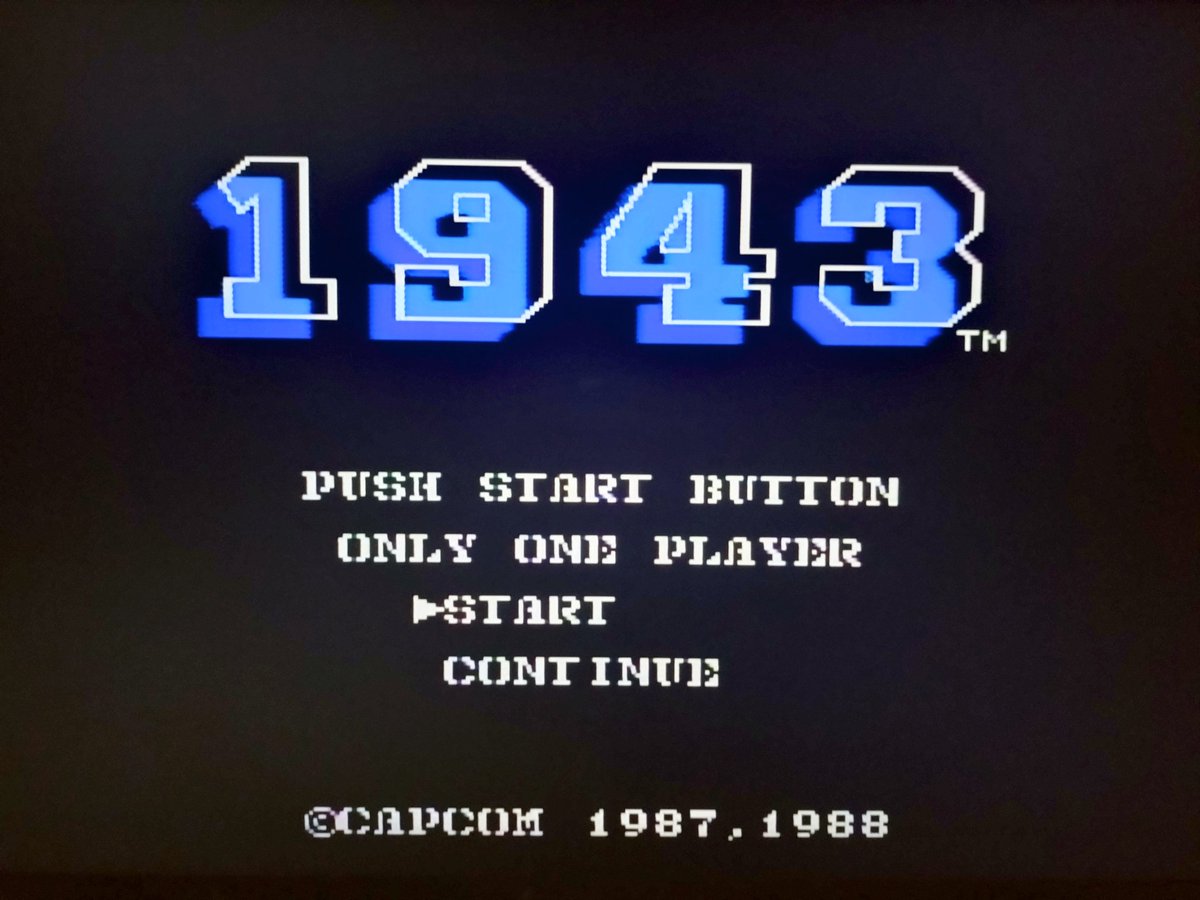 1943
TM
PUSH START BUTTON
ONLY ONE PLAYER
▶START
CONTINUE
©CAPCOM 1987,1988